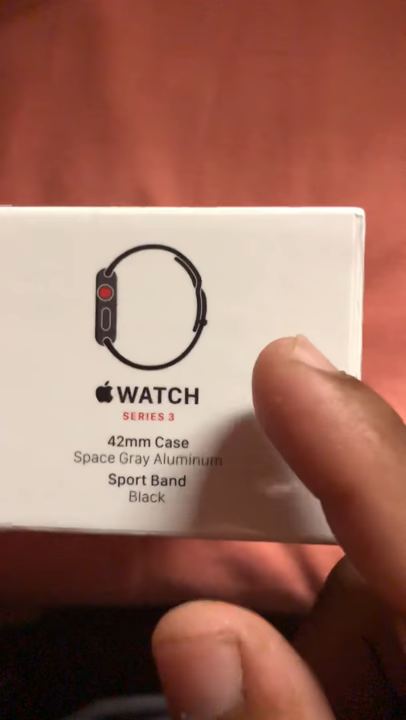 WATCH
SERIES 3
42mm Case
Space Gray Aluminum
Sport Band
Black